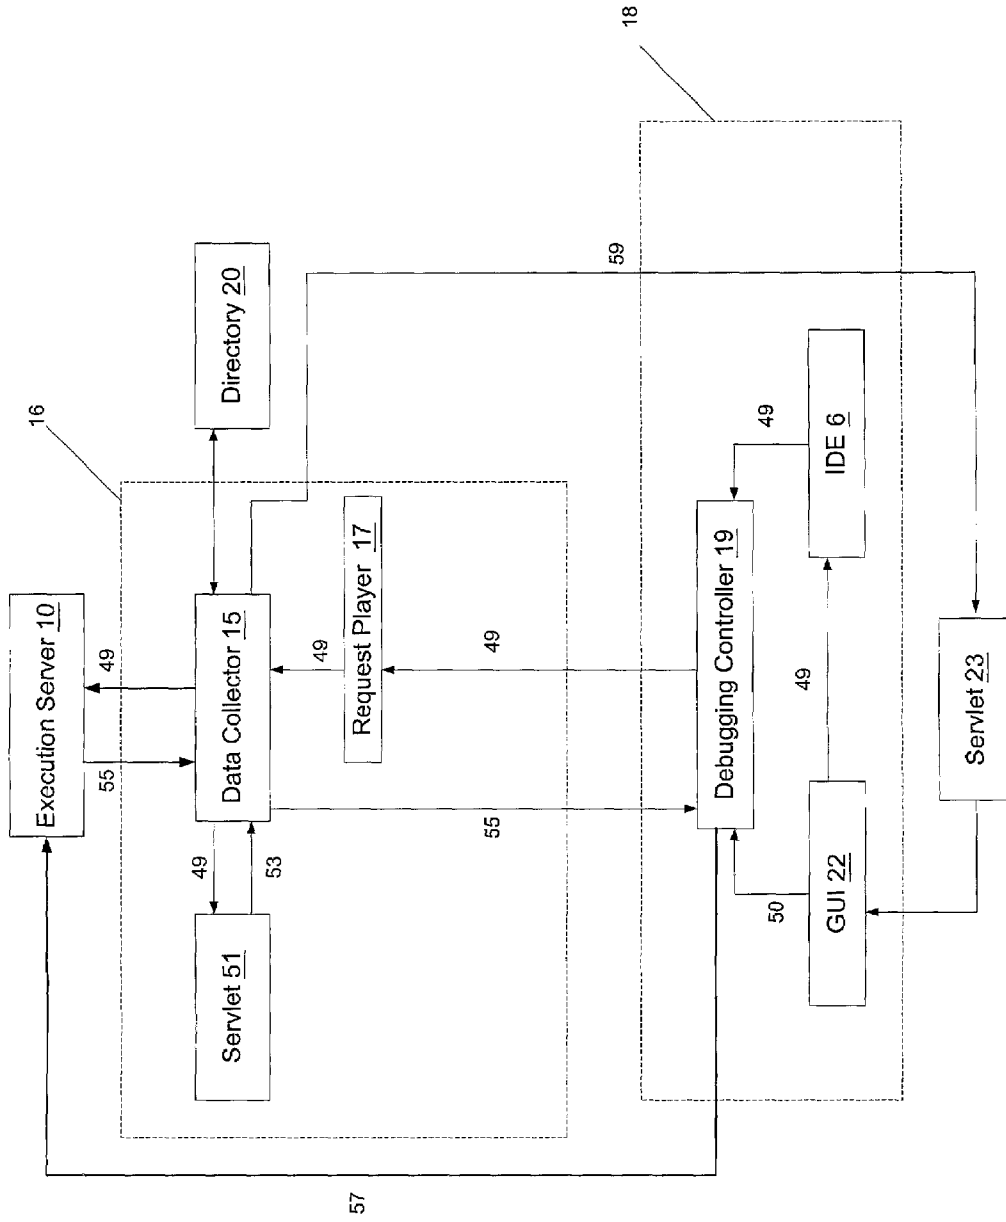 18
16
Execution Server 10
49
55
Directory 20
Data Collector 15
49
53
Servlet 51
49
Request Player 17
49
55
59
57
Debugging Controller 19
49
IDE 6
49
50
GUI 22
Servlet 23